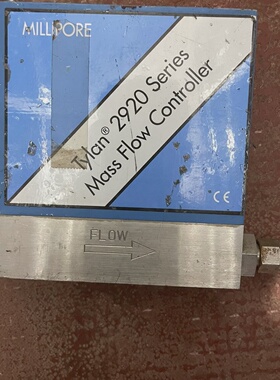 MILLIPORE
Tylan® 2920 Series
Mass Flow Controller
CE
FLOW